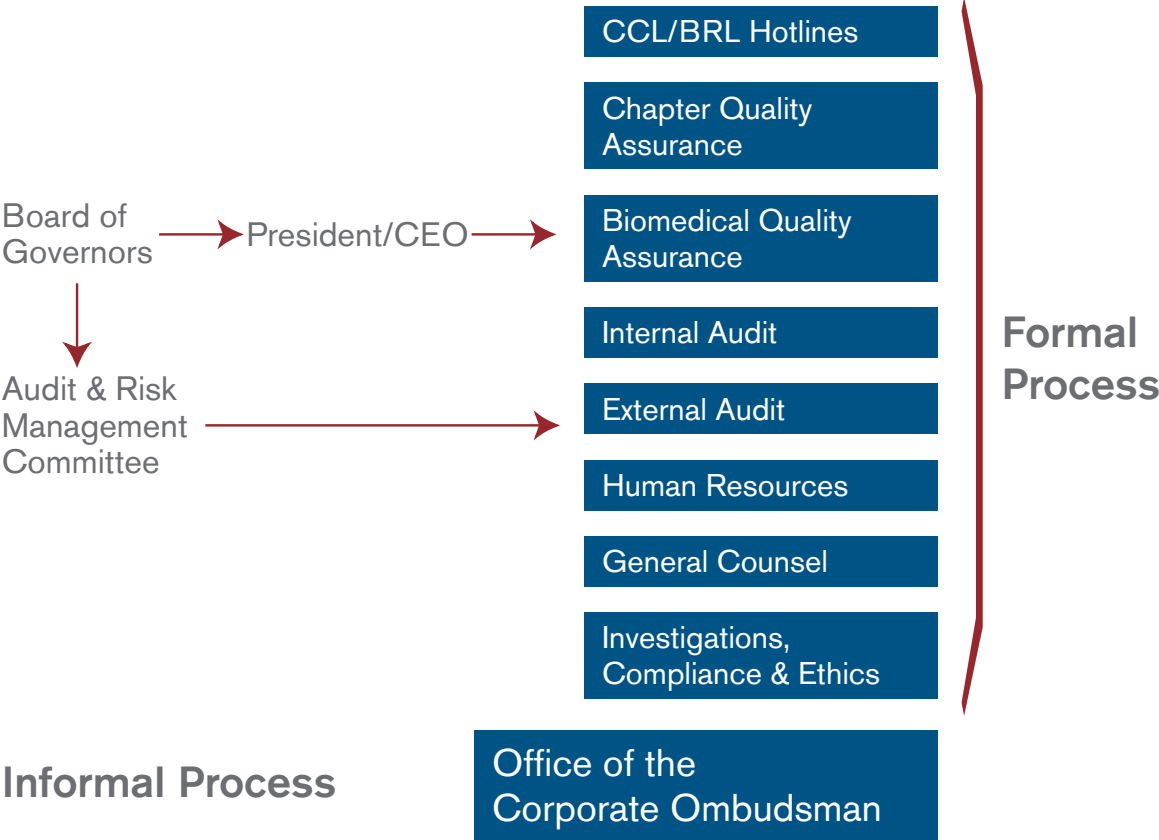 Board of
Governors
President/CEO
Audit & Risk
Management
Committee
CCL/BRL Hotlines
Chapter Quality
Assurance
Biomedical Quality
Assurance
Internal Audit
External Audit
Human Resources
General Counsel
Investigations,
Compliance & Ethics
Formal
Process
Informal Process
Office of the
Corporate Ombudsman